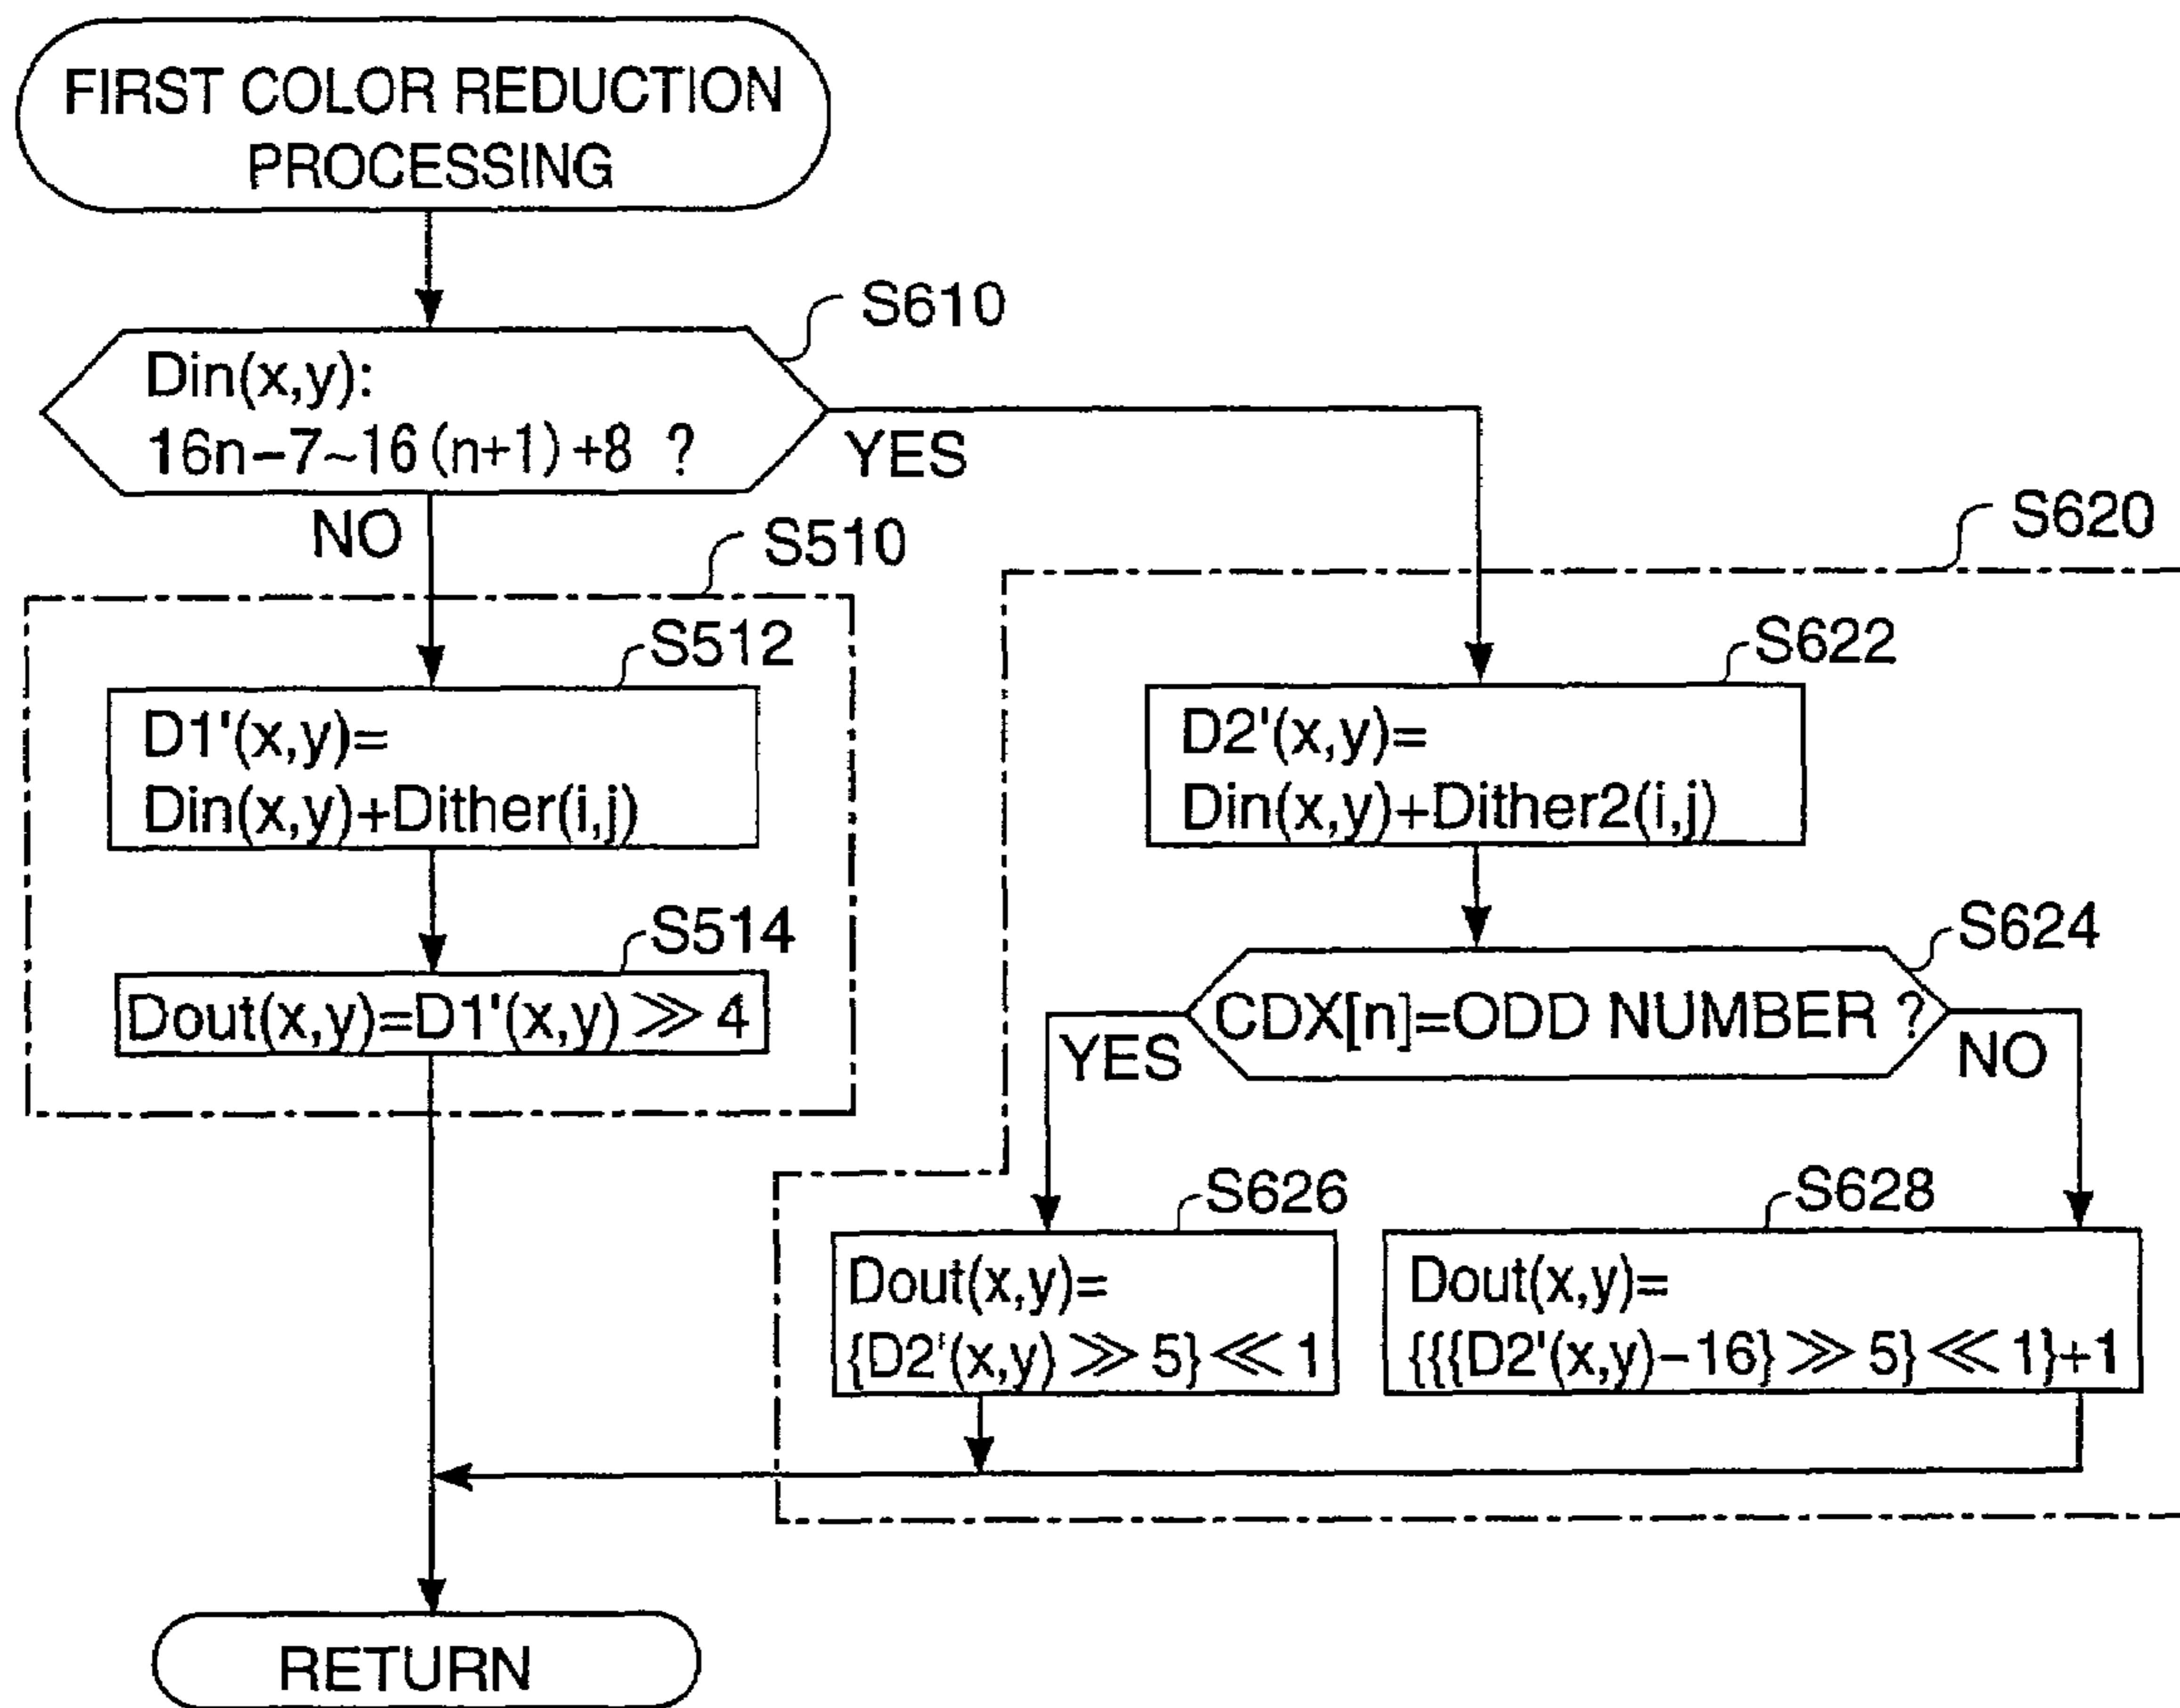 FIRST COLOR REDUCTION
PROCESSING
S610
Din(x,y):
16n−7~16(n+1)+8 ?
YES
NO
S510
S512
D1'(x,y)=
Din(x,y)+Dither(i,j)
S514
Dout(x,y)=D1'(x,y)≫4
S620
S622
D2'(x,y)=
Din(x,y)+Dither2(i,j)
S624
CDX[n]=ODD NUMBER ?
YES
NO
S626
Dout(x,y)=
{D2'(x,y)≫5}≪1
S628
Dout(x,y)=
{{{D2'(x,y)−16}≫5}≪1}+1
RETURN